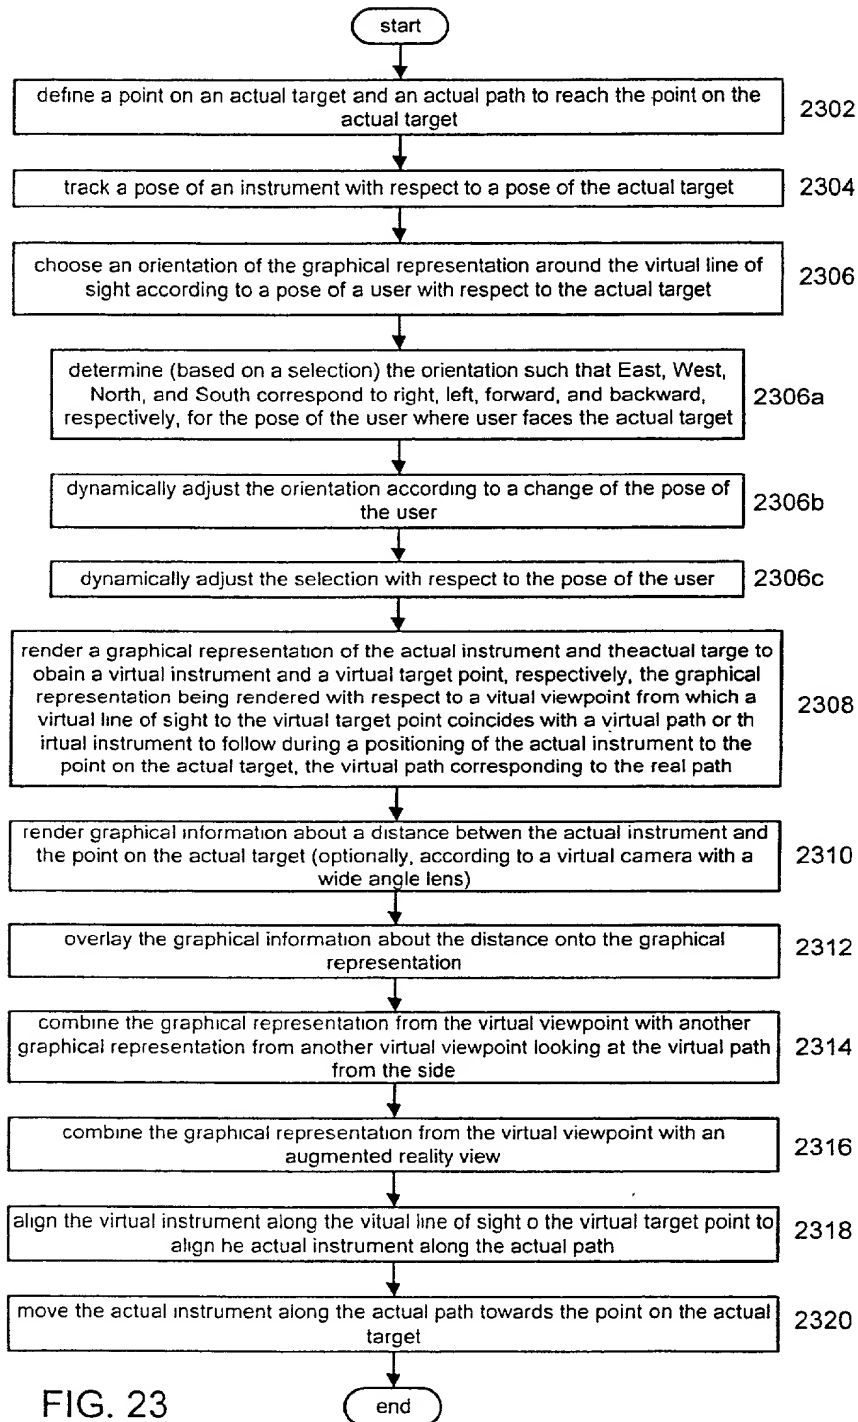 start
define a point on an actual target and an actual path to reach the point on the
actual target
2302
track a pose of an instrument with respect to a pose of the actual target
2304
choose an orientation of the graphical representation around the virtual line of
sight according to a pose of a user with respect to the actual target
2306
determine (based on a selection) the orientation such that East, West,
North, and South correspond to right, left, forward, and backward,
respectively, for the pose of the user where user faces the actual target
2306a
dynamically adjust the orientation according to a change of the pose of
the user
2306b
dynamically adjust the selection with respect to the pose of the user
2306c
render a graphical representation of the actual instrument and theactual targe to
obain a virtual instrument and a virtual target point, respectively, the graphical
representation being rendered with respect to a vitual viewpoint from which a
virtual line of sight to the virtual target point coincides with a virtual path or th
irtual instrument to follow during a positioning of the actual instrument to the
point on the actual target, the virtual path corresponding to the real path
2308
render graphical information about a distance betwen the actual instrument and
the point on the actual target (optionally, according to a virtual camera with a
wide angle lens)
2310
overlay the graphical information about the distance onto the graphical
representation
2312
combine the graphical representation from the virtual viewpoint with another
graphical representation from another virtual viewpoint looking at the virtual path
from the side
2314
combine the graphical representation from the virtual viewpoint with an
augmented reality view
2316
align the virtual instrument along the vitual line of sight o the virtual target point to
align he actual instrument along the actual path
2318
move the actual instrument along the actual path towards the point on the actual
target
2320
end
FIG. 23